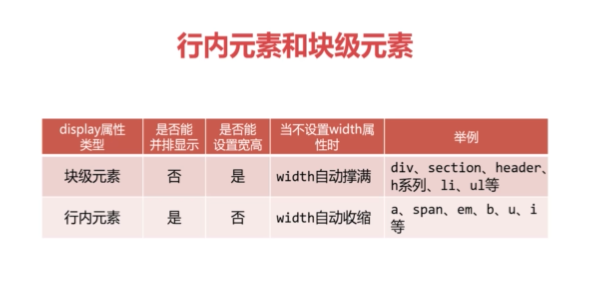 行内元素和块级元素
display属性
类型
是否能
并排显示
是否能
设置宽高
当不设置width属
性时
举例
块级元素
否
是
width自动撑满
div、section、header、
h系列、li、ul等
行内元素
是
否
width自动收缩
a、span、em、b、u、i
等